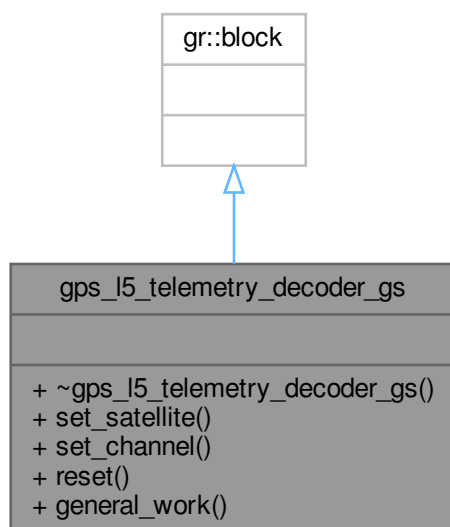 gr::block
gps_l5_telemetry_decoder_gs
+ ~gps_l5_telemetry_decoder_gs()
+ set_satellite()
+ set_channel()
+ reset()
+ general_work()